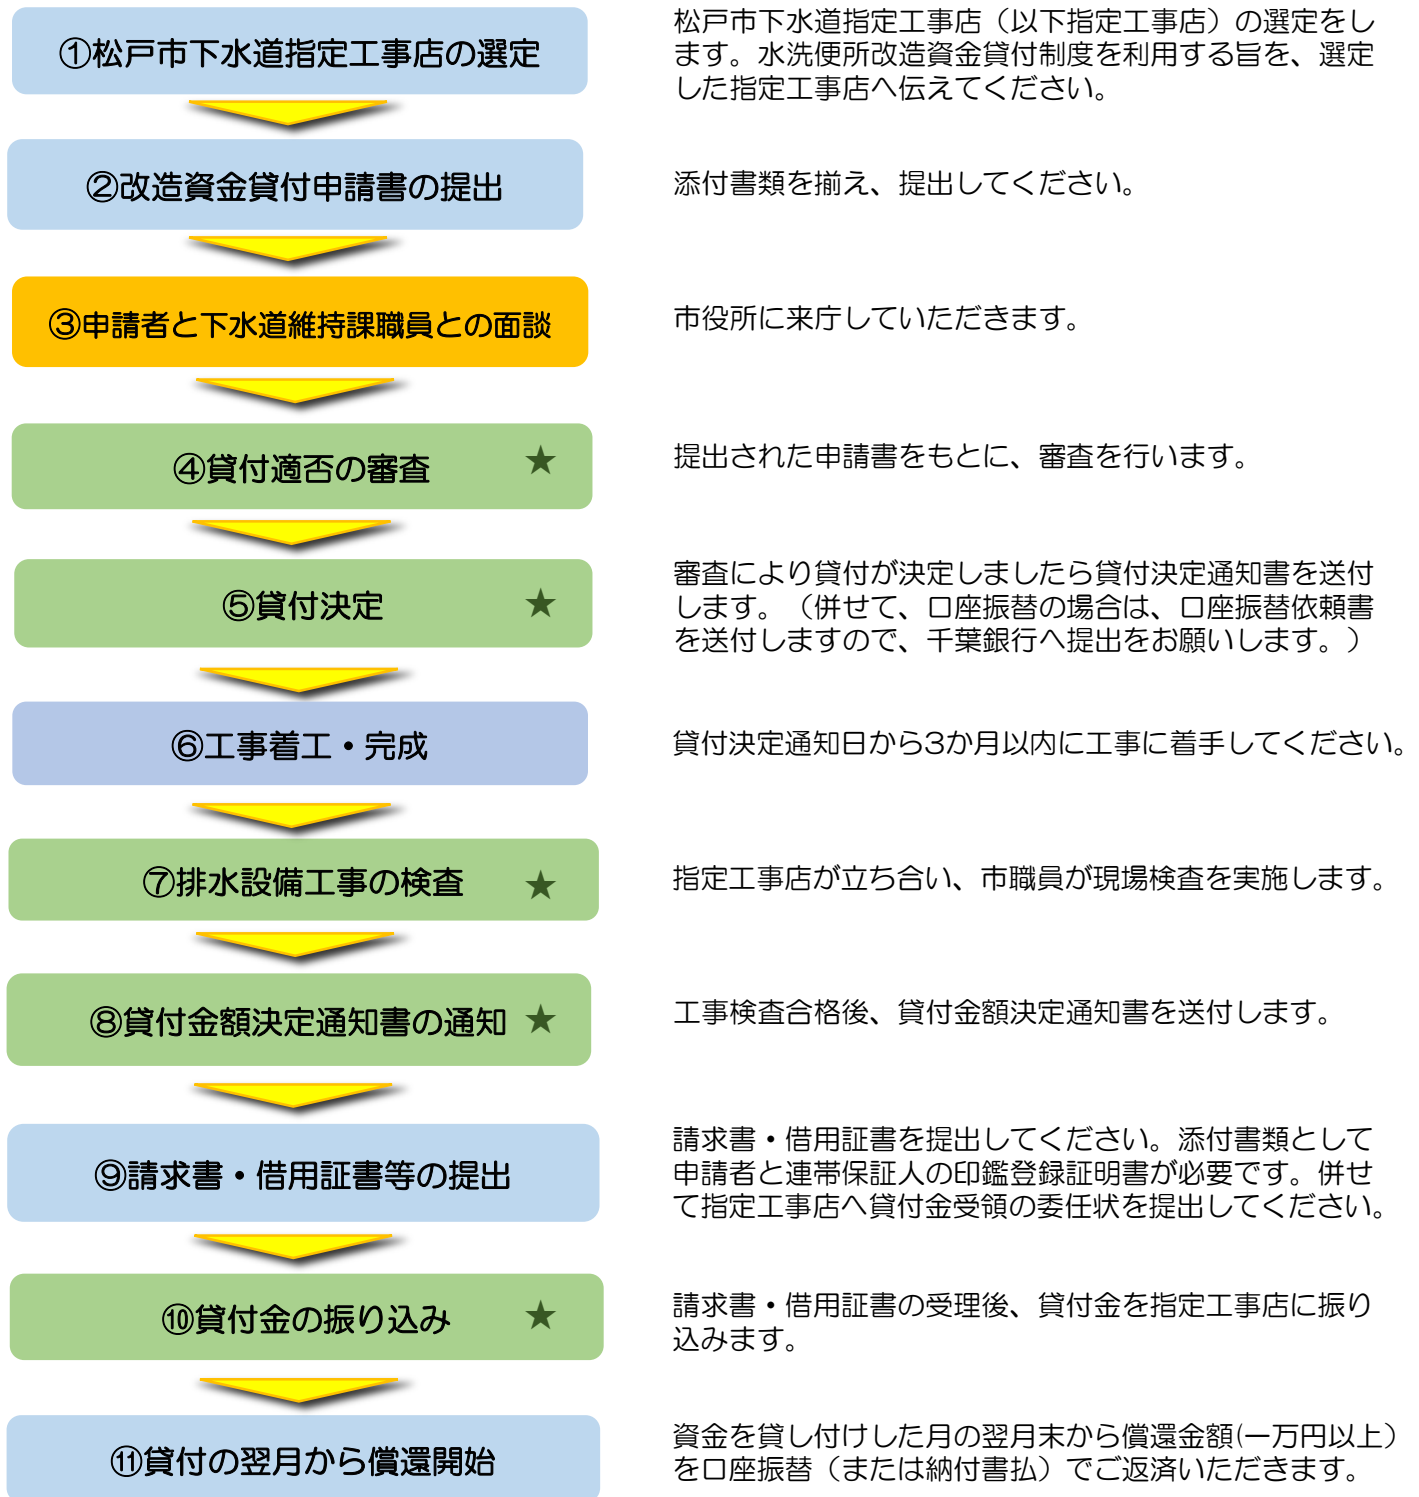 ①松戸市下水道指定工事店の選定
松戸市下水道指定工事店（以下指定工事店）の選定をし
ます。水洗便所改造資金貸付制度を利用する旨を、選定
した指定工事店へ伝えてください。
②改造資金貸付申請書の提出
添付書類を揃え、提出してください。
③申請者と下水道維持課職員との面談
市役所に来庁していただきます。
④貸付適否の審査 ★
提出された申請書をもとに、審査を行います。
⑤貸付決定 ★
審査により貸付が決定しましたら貸付決定通知書を送付
します。（併せて、口座振替の場合は、口座振替依頼書
を送付しますので、千葉銀行へ提出をお願いします。）
⑥工事着工・完成
貸付決定通知日から3か月以内に工事に着手してください。
⑦排水設備工事の検査 ★
指定工事店が立ち合い、市職員が現場検査を実施します。
⑧貸付金額決定通知書の通知 ★
工事検査合格後、貸付金額決定通知書を送付します。
⑨請求書・借用証書等の提出
請求書・借用証書を提出してください。添付書類として
申請者と連帯保証人の印鑑登録証明書が必要です。併せ
て指定工事店へ貸付金受領の委任状を提出してください。
⑩貸付金の振り込み ★
請求書・借用証書の受理後、貸付金を指定工事店に振り
込みます。
⑪貸付の翌月から償還開始
資金を貸し付けした月の翌月末から償還金額(一万円以上）
を口座振替（または納付書払）でご返済いただきます。